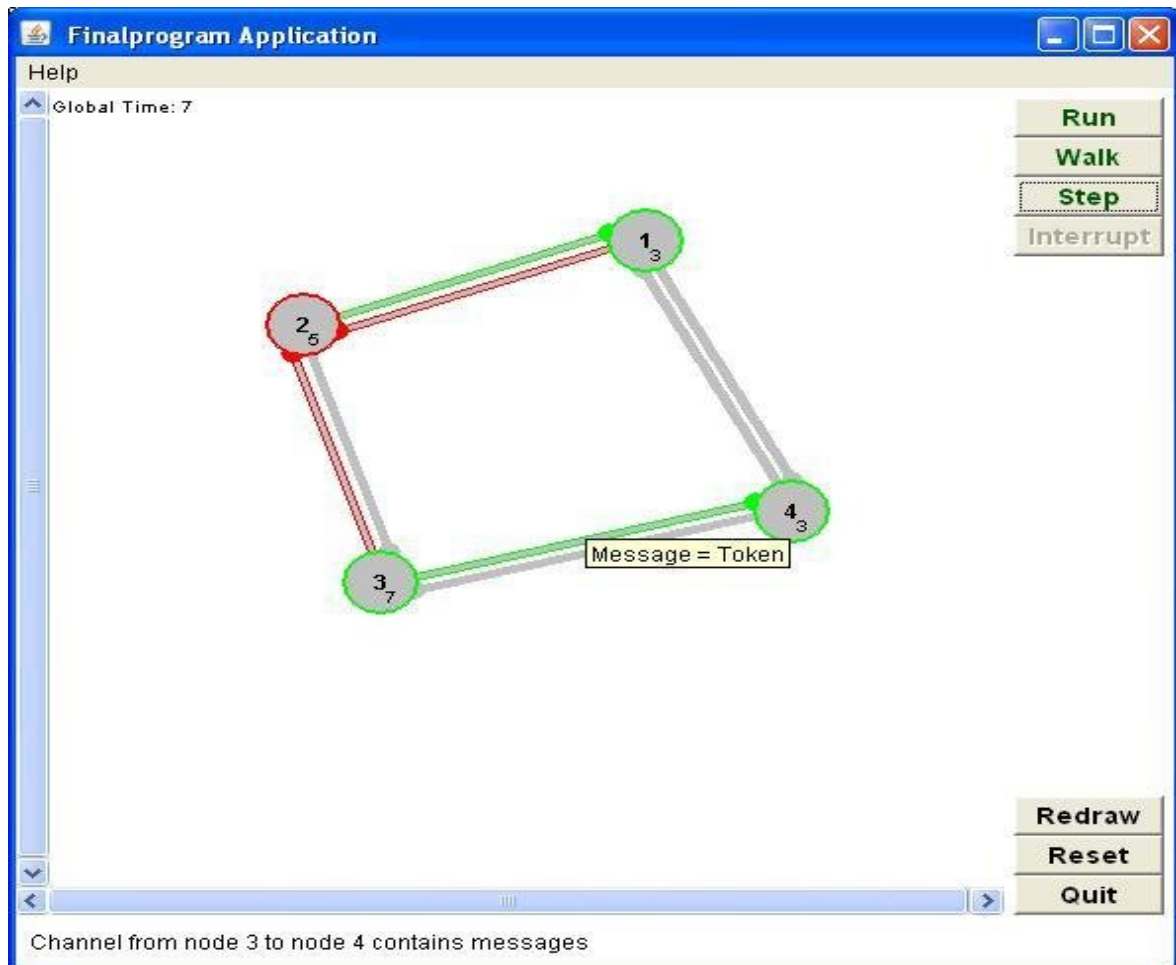 Finalprogram Application
Help
Global Time: 7
Run
Walk
Step
Interrupt
1 3
2 5
4 3
Message = Token
3 7
Redraw
Reset
Quit
Channel from node 3 to node 4 contains messages